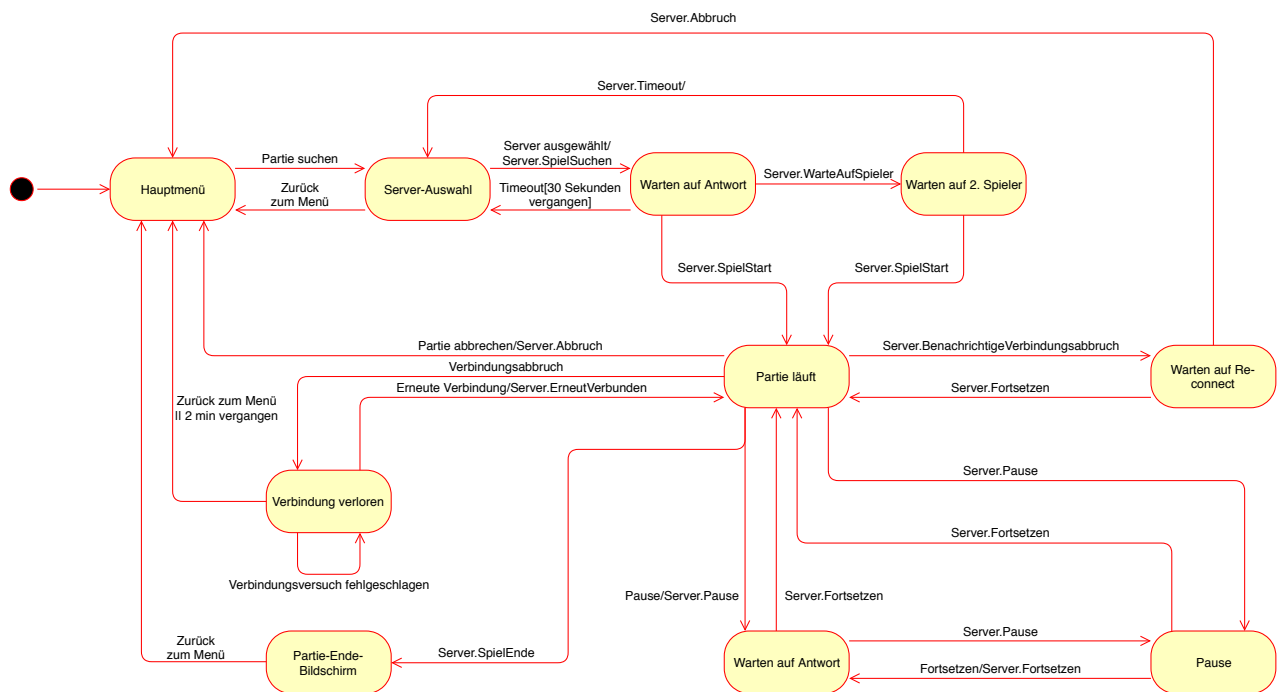 Server.Abbruch
Server.Timeout/
Partie suchen
Server ausgewählt/
Server.SpielSuchen
Hauptmenü
Server-Auswahl
Warten auf Antwort
Server.WarteAufSpieler
Warten auf 2. Spieler
Zurück
zum Menü
Timeout[30 Sekunden
vergangen]
Server.SpielStart
Server.SpielStart
Partie abbrechen/Server.Abbruch
Server.BenachrichtigeVerbindungsabbruch
Verbindungsabbruch
Partie läuft
Warten auf Re-
connect
Erneute Verbindung/Server.ErneutVerbunden
Server.Fortsetzen
Zurück zum Menü
II 2 min vergangen
Server.Pause
Verbindung verloren
Server.Fortsetzen
Verbindungsversuch fehlgeschlagen
Pause/Server.Pause
Server.Fortsetzen
Zurück
zum Menü
Partie-Ende-
Bildschirm
Server.SpielEnde
Warten auf Antwort
Server.Pause
Fortsetzen/Server.Fortsetzen
Pause